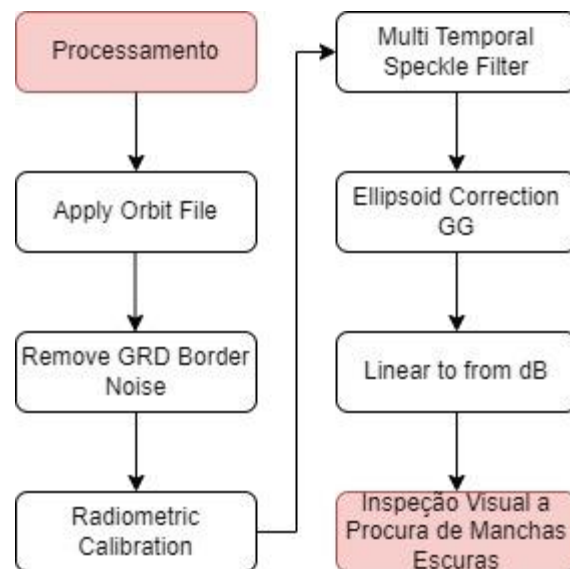 Processamento
Apply Orbit File
Remove GRD Border
Noise
Radiometric
Calibration
Multi Temporal
Speckle Filter
Ellipsoid Correction
GG
Linear to from dB
Inspeção Visual a
Procura de Manchas
Escuras